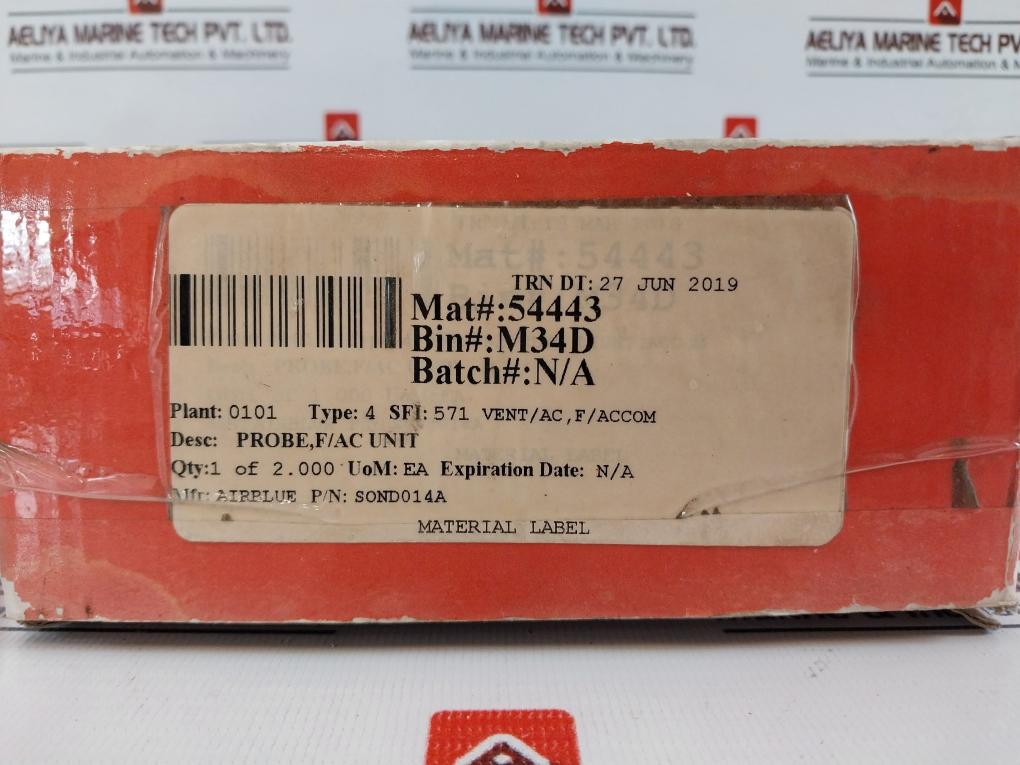 AELIYA MARINE TECH PVT. LTD.
Marine & Industrial Automation & Machinery
AELIYA MARINE TECH PVT. LTD.
Marine & Industrial Automation & Machinery
AELIYA MARINE TECH PV
Marine & Industrial Automation & M
TRN DT: 27 JUN 2019
Mat#:54443
Bin#:M34D
Batch#:N/A
Plant: 0101 Type: 4 SFI: 571 VENT/AC,F/ACCOM
Desc: PROBE,F/AC UNIT
Qty:1 of 2.000 UoM: EA Expiration Date: N/A
Mfr: AIRBLUE P/N: SOND014A
MATERIAL LABEL